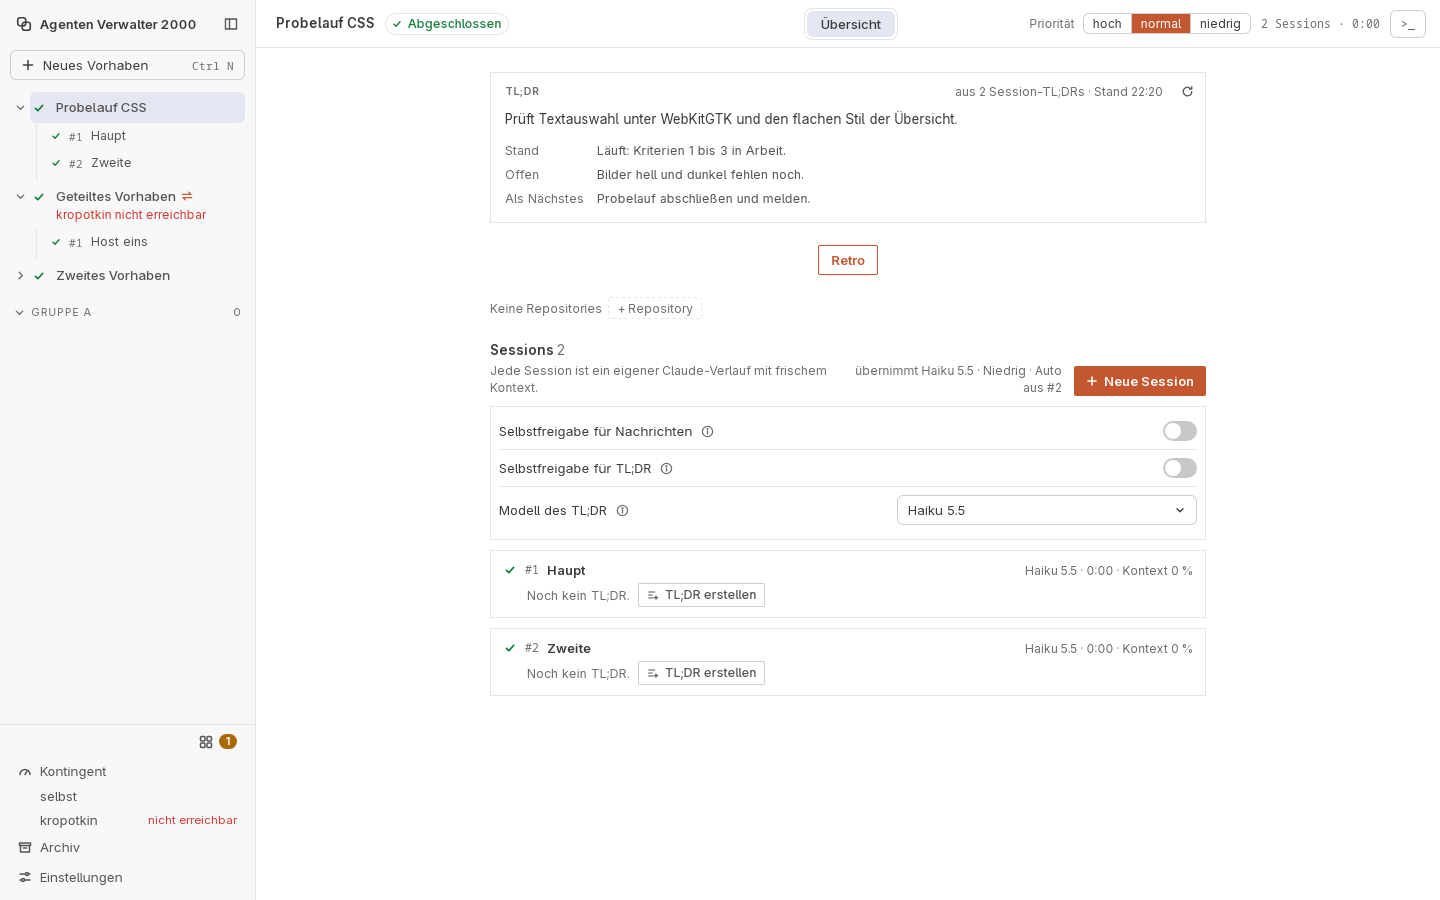 Agenten Verwalter 2000
Neues Vorhaben Ctrl N
Probelauf CSS
#1 Haupt
#2 Zweite
Geteiltes Vorhaben
kropotkin nicht erreichbar
#1 Host eins
Zweites Vorhaben
GRUPPE A 0
1
Kontingent
selbst
kropotkin nicht erreichbar
Archiv
Einstellungen
Probelauf CSS Abgeschlossen Übersicht Priorität hoch normal niedrig 2 Sessions · 0:00 >_
TL;DR aus 2 Session-TL;DRs · Stand 22:20
Prüft Textauswahl unter WebKitGTK und den flachen Stil der Übersicht.
Stand Läuft: Kriterien 1 bis 3 in Arbeit.
Offen Bilder hell und dunkel fehlen noch.
Als Nächstes Probelauf abschließen und melden.
Retro
Keine Repositories + Repository
Sessions 2
Jede Session ist ein eigener Claude-Verlauf mit frischem
Kontext.
übernimmt Haiku 5.5 · Niedrig · Auto
aus #2
Neue Session
Selbstfreigabe für Nachrichten
Selbstfreigabe für TL;DR
Modell des TL;DR Haiku 5.5
#1 Haupt Haiku 5.5 · 0:00 · Kontext 0 %
Noch kein TL;DR. TL;DR erstellen
#2 Zweite Haiku 5.5 · 0:00 · Kontext 0 %
Noch kein TL;DR. TL;DR erstellen